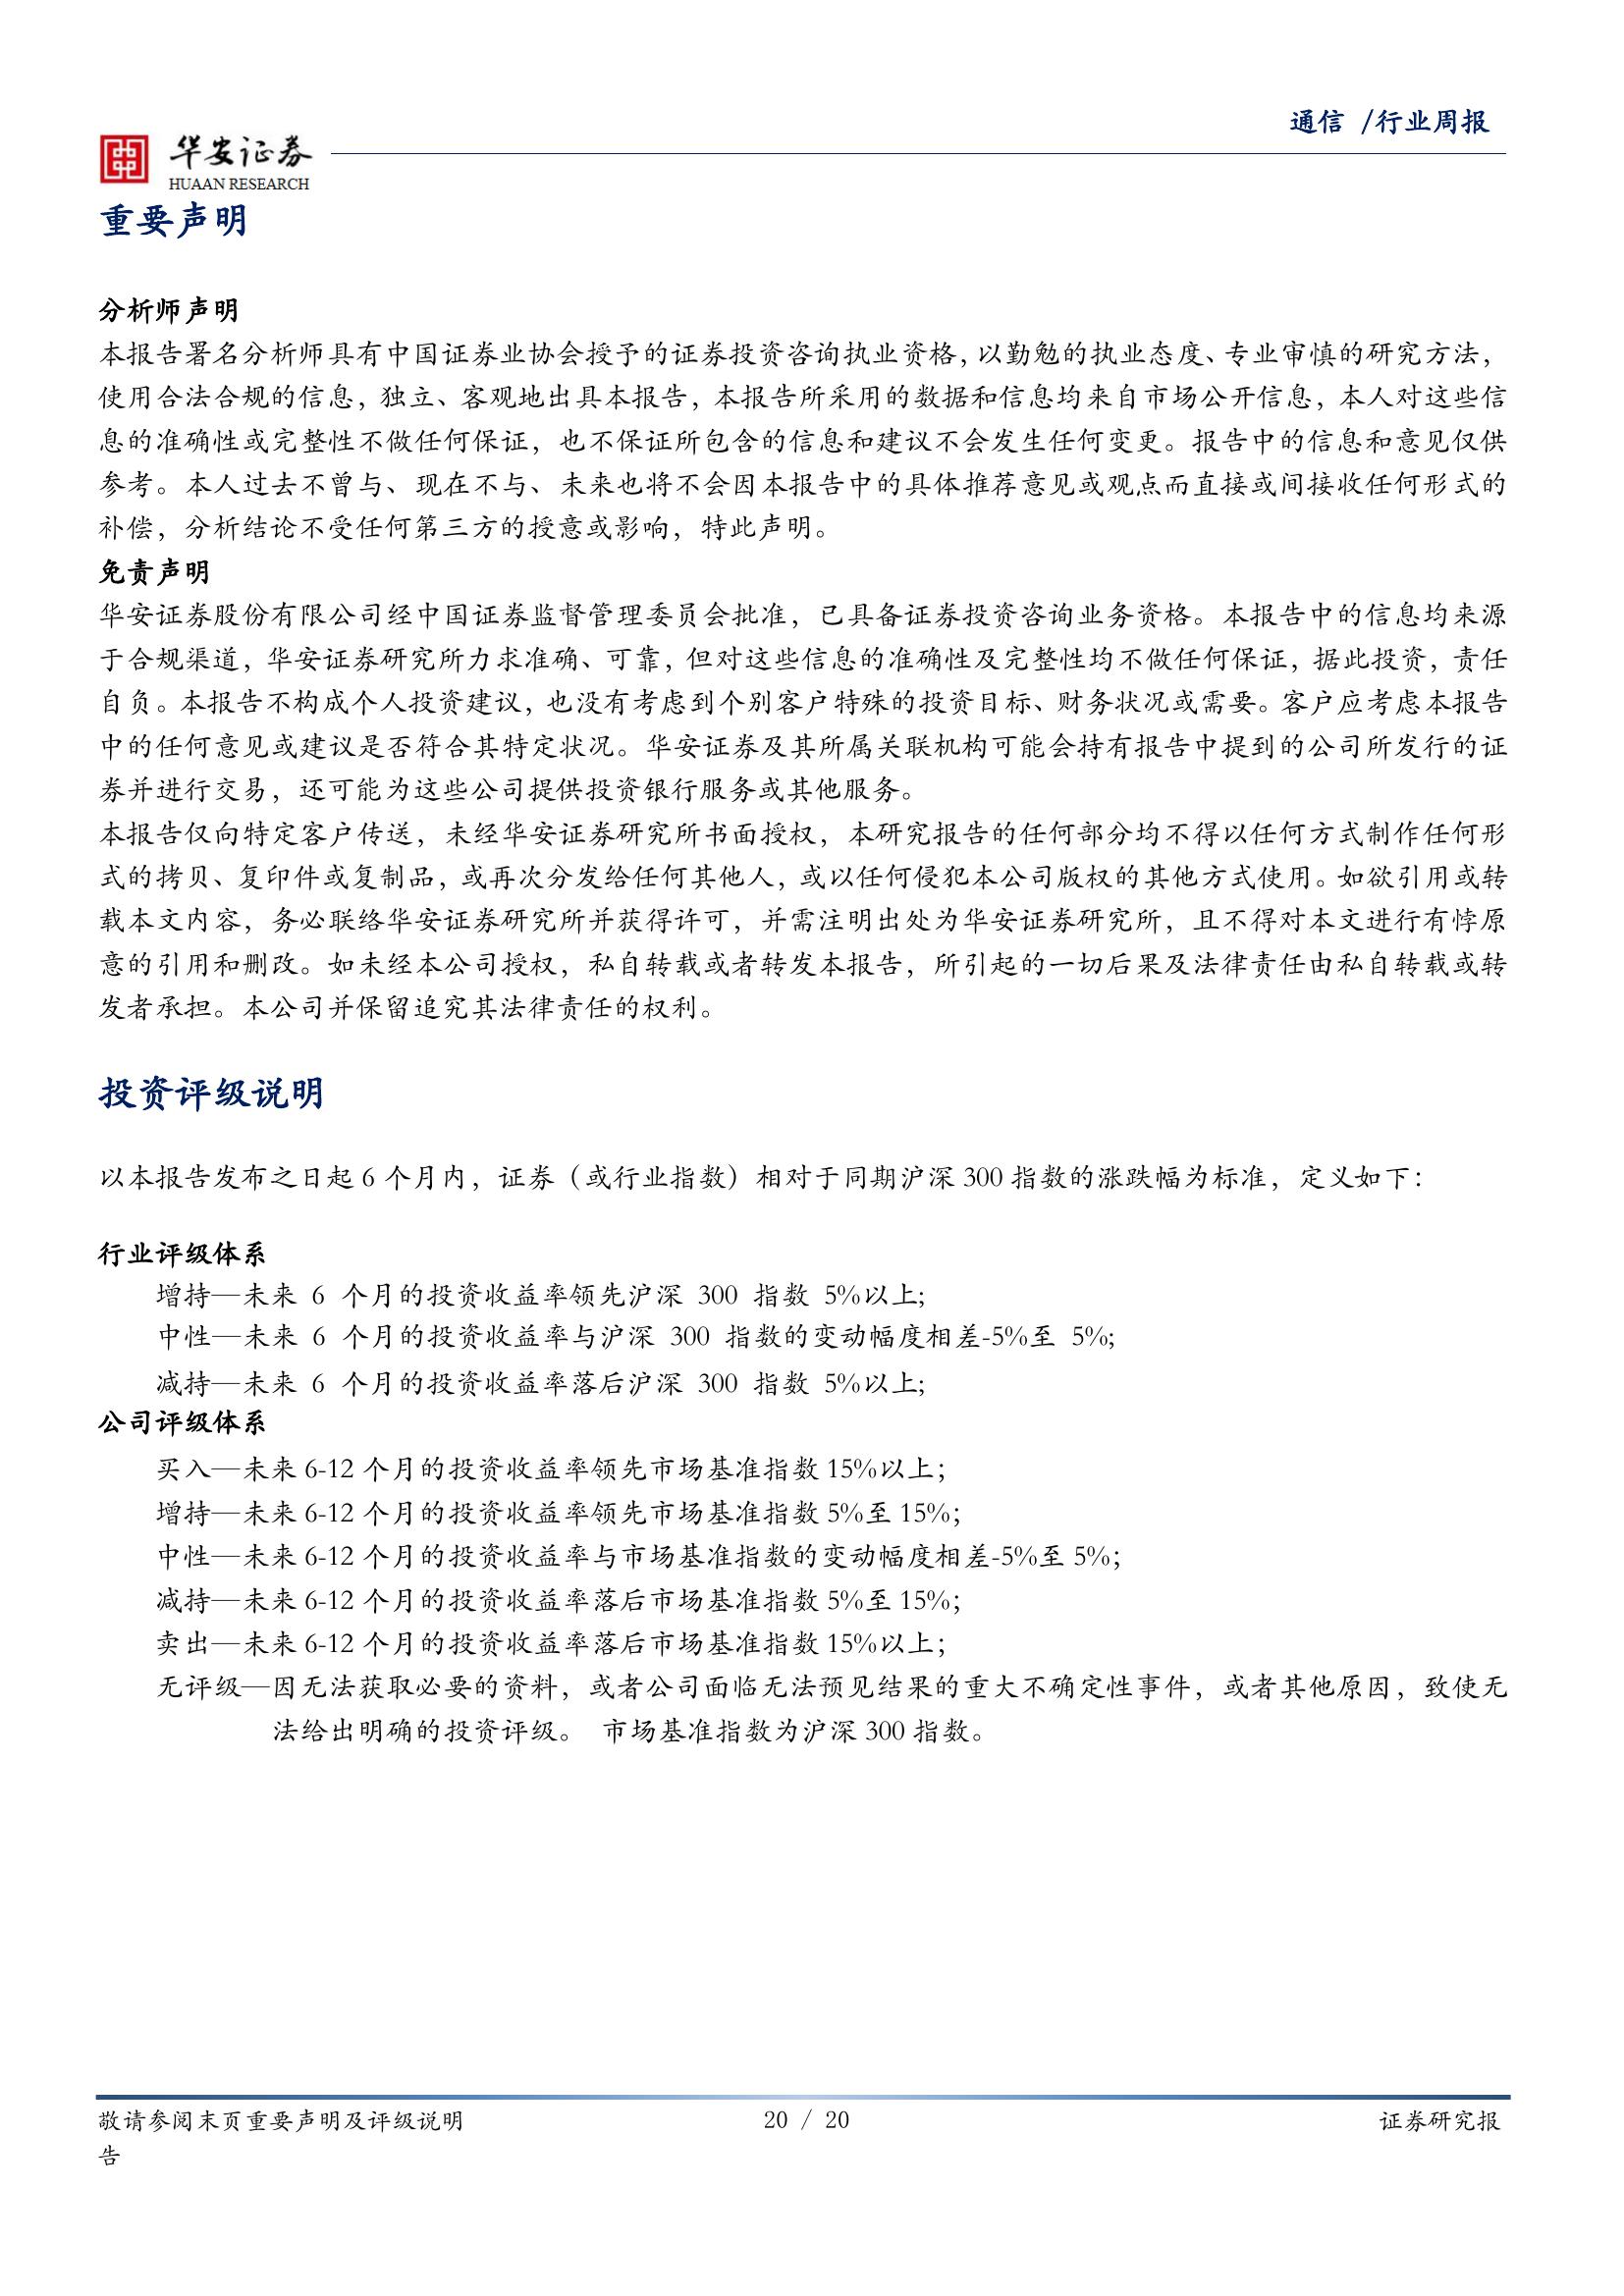 通信 /行业周报
华安证券
HUAAN RESEARCH
重要声明
分析师声明
本报告署名分析师具有中国证券业协会授予的证券投资咨询执业资格，以勤勉的执业态度、专业审慎的研究方法，
使用合法合规的信息，独立、客观地出具本报告，本报告所采用的数据和信息均来自市场公开信息，本人对这些信
息的准确性或完整性不做任何保证，也不保证所包含的信息和建议不会发生任何变更。报告中的信息和意见仅供
参考。本人过去不曾与、现在不与、未来也将不会因本报告中的具体推荐意见或观点而直接或间接收任何形式的
补偿，分析结论不受任何第三方的授意或影响，特此声明。
免责声明
华安证券股份有限公司经中国证券监督管理委员会批准，已具备证券投资咨询业务资格。本报告中的信息均来源
于合规渠道，华安证券研究所力求准确、可靠，但对这些信息的准确性及完整性均不做任何保证，据此投资，责任
自负。本报告不构成个人投资建议，也没有考虑到个别客户特殊的投资目标、财务状况或需要。客户应考虑本报告
中的任何意见或建议是否符合其特定状况。华安证券及其所属关联机构可能会持有报告中提到的公司所发行的证
券并进行交易，还可能为这些公司提供投资银行服务或其他服务。
本报告仅向特定客户传送，未经华安证券研究所书面授权，本研究报告的任何部分均不得以任何方式制作任何形
式的拷贝、复印件或复制品，或再次分发给任何其他人，或以任何侵犯本公司版权的其他方式使用。如欲引用或转
载本文内容，务必联络华安证券研究所并获得许可，并需注明出处为华安证券研究所，且不得对本文进行有悖原
意的引用和删改。如未经本公司授权，私自转载或者转发本报告，所引起的一切后果及法律责任由私自转载或转
发者承担。本公司并保留追究其法律责任的权利。
投资评级说明
以本报告发布之日起 6 个月内，证券（或行业指数）相对于同期沪深 300 指数的涨跌幅为标准，定义如下：
行业评级体系
增持—未来 6 个月的投资收益率领先沪深 300 指数 5%以上;
中性—未来 6 个月的投资收益率与沪深 300 指数的变动幅度相差-5%至 5%;
减持—未来 6 个月的投资收益率落后沪深 300 指数 5%以上;
公司评级体系
买入—未来 6-12 个月的投资收益率领先市场基准指数 15%以上；
增持—未来 6-12 个月的投资收益率领先市场基准指数 5%至 15%；
中性—未来 6-12 个月的投资收益率与市场基准指数的变动幅度相差-5%至 5%；
减持—未来 6-12 个月的投资收益率落后市场基准指数 5%至 15%；
卖出—未来 6-12 个月的投资收益率落后市场基准指数 15%以上；
无评级—因无法获取必要的资料，或者公司面临无法预见结果的重大不确定性事件，或者其他原因，致使无
法给出明确的投资评级。 市场基准指数为沪深 300 指数。
敬请参阅末页重要声明及评级说明 20 / 20 证券研究报
告